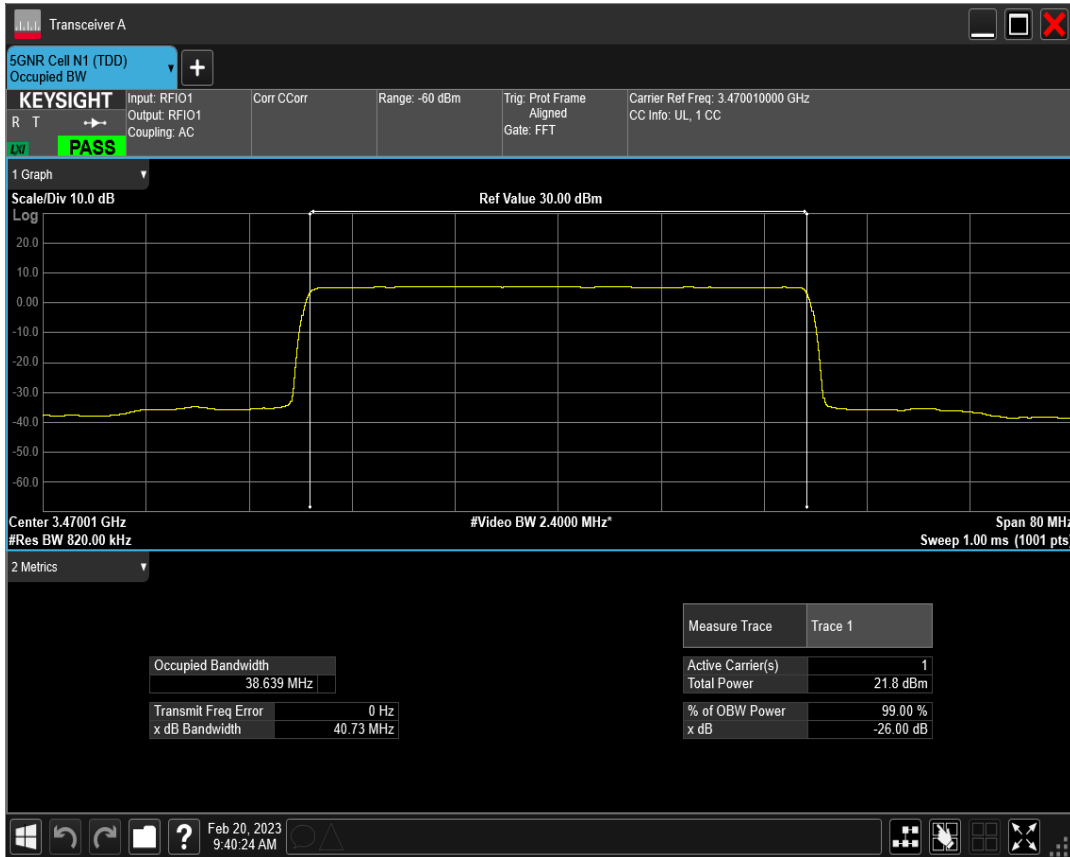 Transceiver A
5GNR Cell N1 (TDD)
Occupied BW
+
KEYSIGHT
R T
LXI
PASS
Input: RFIO1
Output: RFIO1
Coupling: AC
Corr CCorr
Range: -60 dBm
Trig: Prot Frame
Aligned
Gate: FFT
Carrier Ref Freq: 3.470010000 GHz
CC Info: UL, 1 CC
1 Graph
Scale/Div 10.0 dB
Ref Value 30.00 dBm
Log
20.0
10.0
0.00
-10.0
-20.0
-30.0
-40.0
-50.0
-60.0
Center 3.47001 GHz
#Video BW 2.4000 MHz*
Span 80 MHz
#Res BW 820.00 kHz
Sweep 1.00 ms (1001 pts)
2 Metrics
Measure Trace Trace 1
Occupied Bandwidth
38.639 MHz
Active Carrier(s) 1
Total Power 21.8 dBm
Transmit Freq Error 0 Hz
x dB Bandwidth 40.73 MHz
% of OBW Power 99.00 %
x dB -26.00 dB
?
Feb 20, 2023
9:40:24 AM